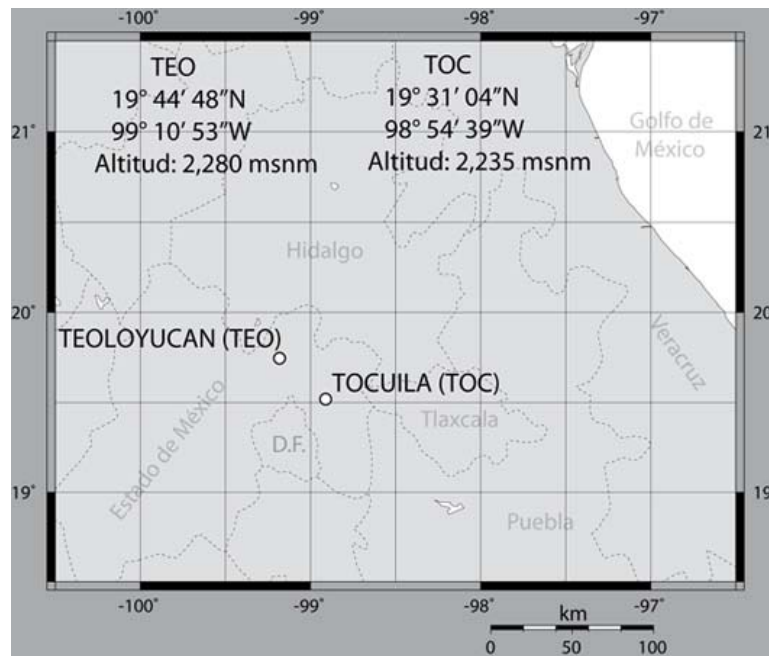 -100°
-99°
-98°
-97°
TEO
19° 44′ 48″N
99° 10′ 53″W
Altitud: 2,280 msnm
TOC
19° 31′ 04″N
98° 54′ 39″W
Altitud: 2,235 msnm
21°
21°
Golfo de
México
Hidalgo
20°
20°
TEOLOYUCAN (TEO)
Veracruz
TOCUILA (TOC)
Tlaxcala
Estado de México
D.F.
19°
19°
Puebla
-100°
-99°
-98°
-97°
km
0
50
100